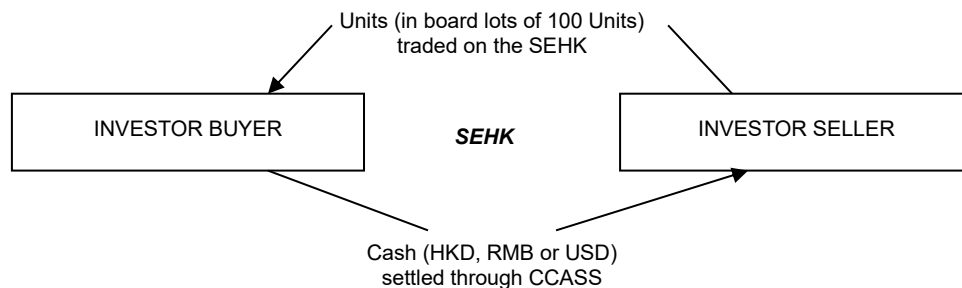 Units (in board lots of 100 Units)
traded on the SEHK
INVESTOR BUYER
SEHK
INVESTOR SELLER
Cash (HKD, RMB or USD)
settled through CCASS